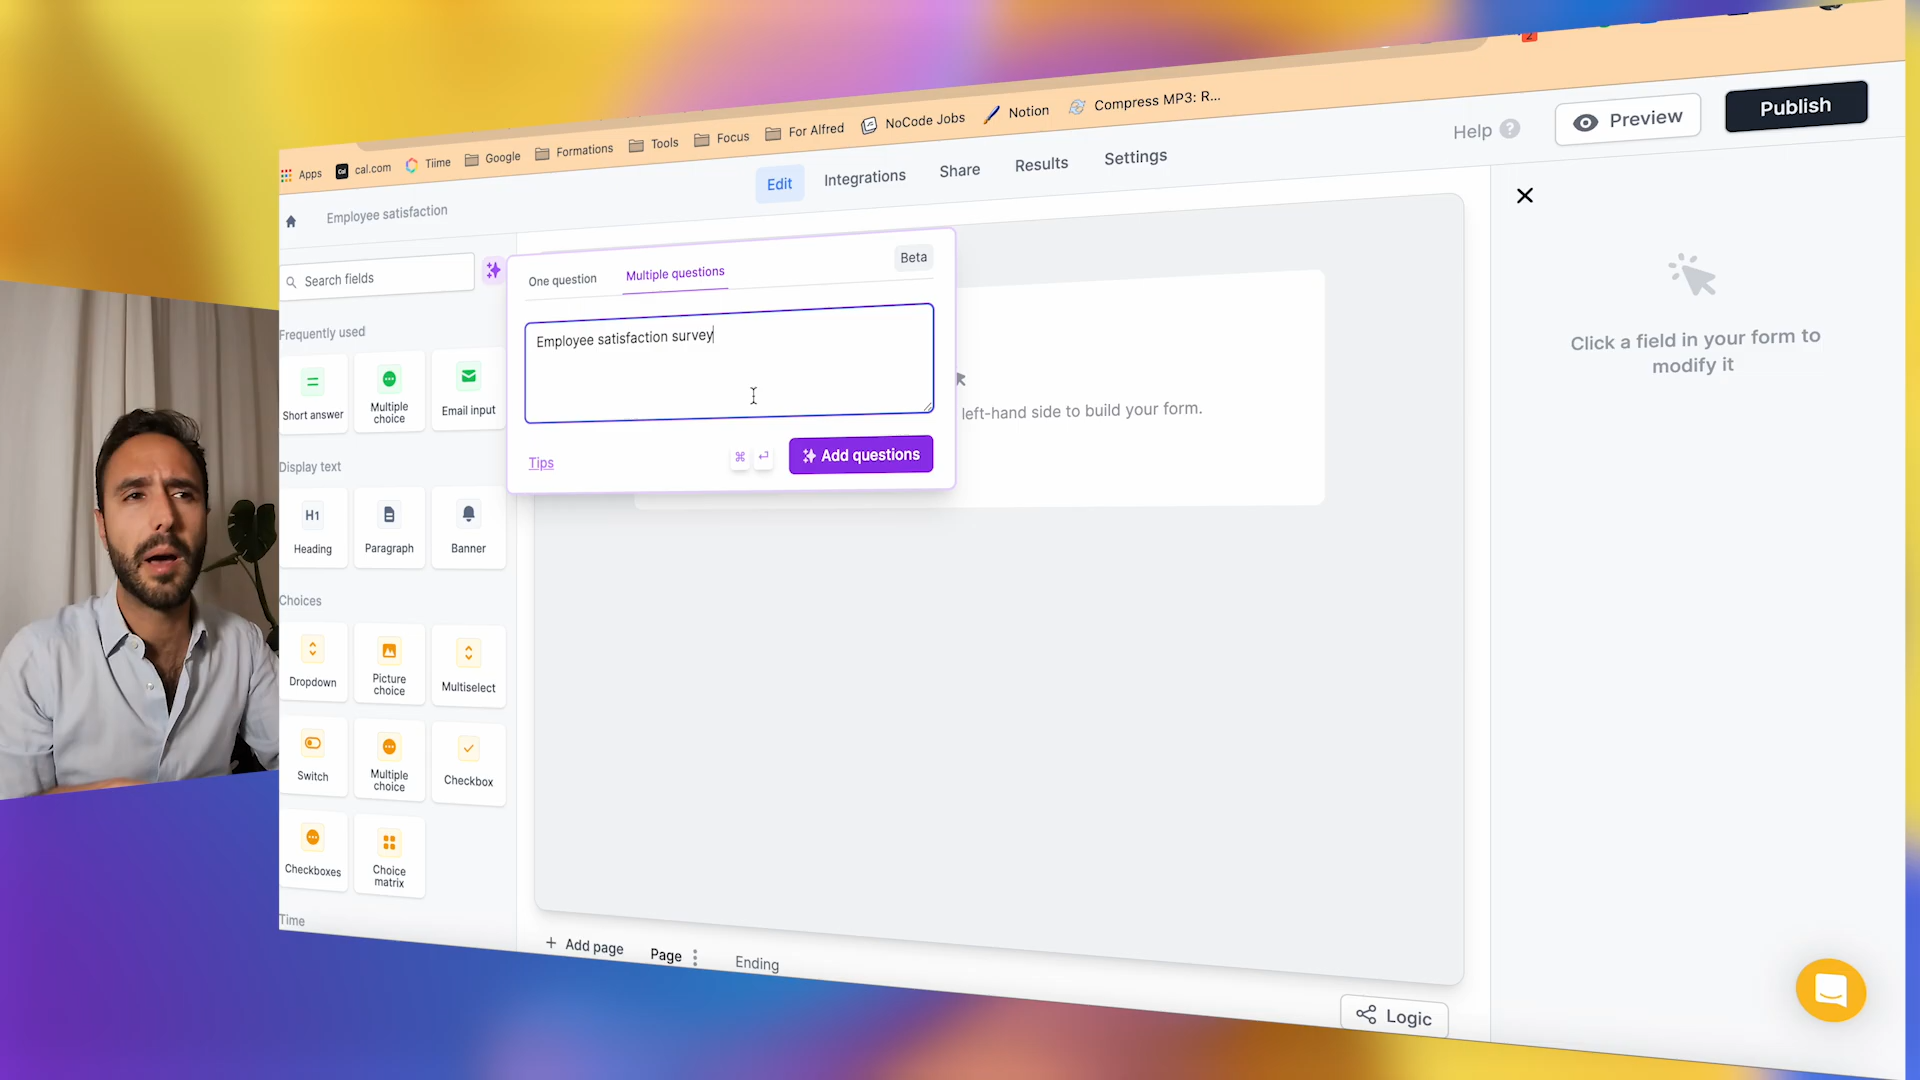 2
Apps
Cal
cal.com
Tiime
Google
Formations
Tools
Focus
For Alfred
NoCode Jobs
Notion
Compress MP3: R...
Employee satisfaction
Edit
Integrations
Share
Results
Settings
Help ?
Preview
Publish
Search fields
Frequently used
Short answer
Multiple
choice
Email input
Display text
H1
Heading
Paragraph
Banner
Choices
Dropdown
Picture
choice
Multiselect
Switch
Multiple
choice
Checkbox
Checkboxes
Choice
matrix
Time
One question
Multiple questions
Beta
Employee satisfaction survey
Tips
⌘
Add questions
left-hand side to build your form.
Click a field in your form to
modify it
+ Add page
Page
Ending
Logic